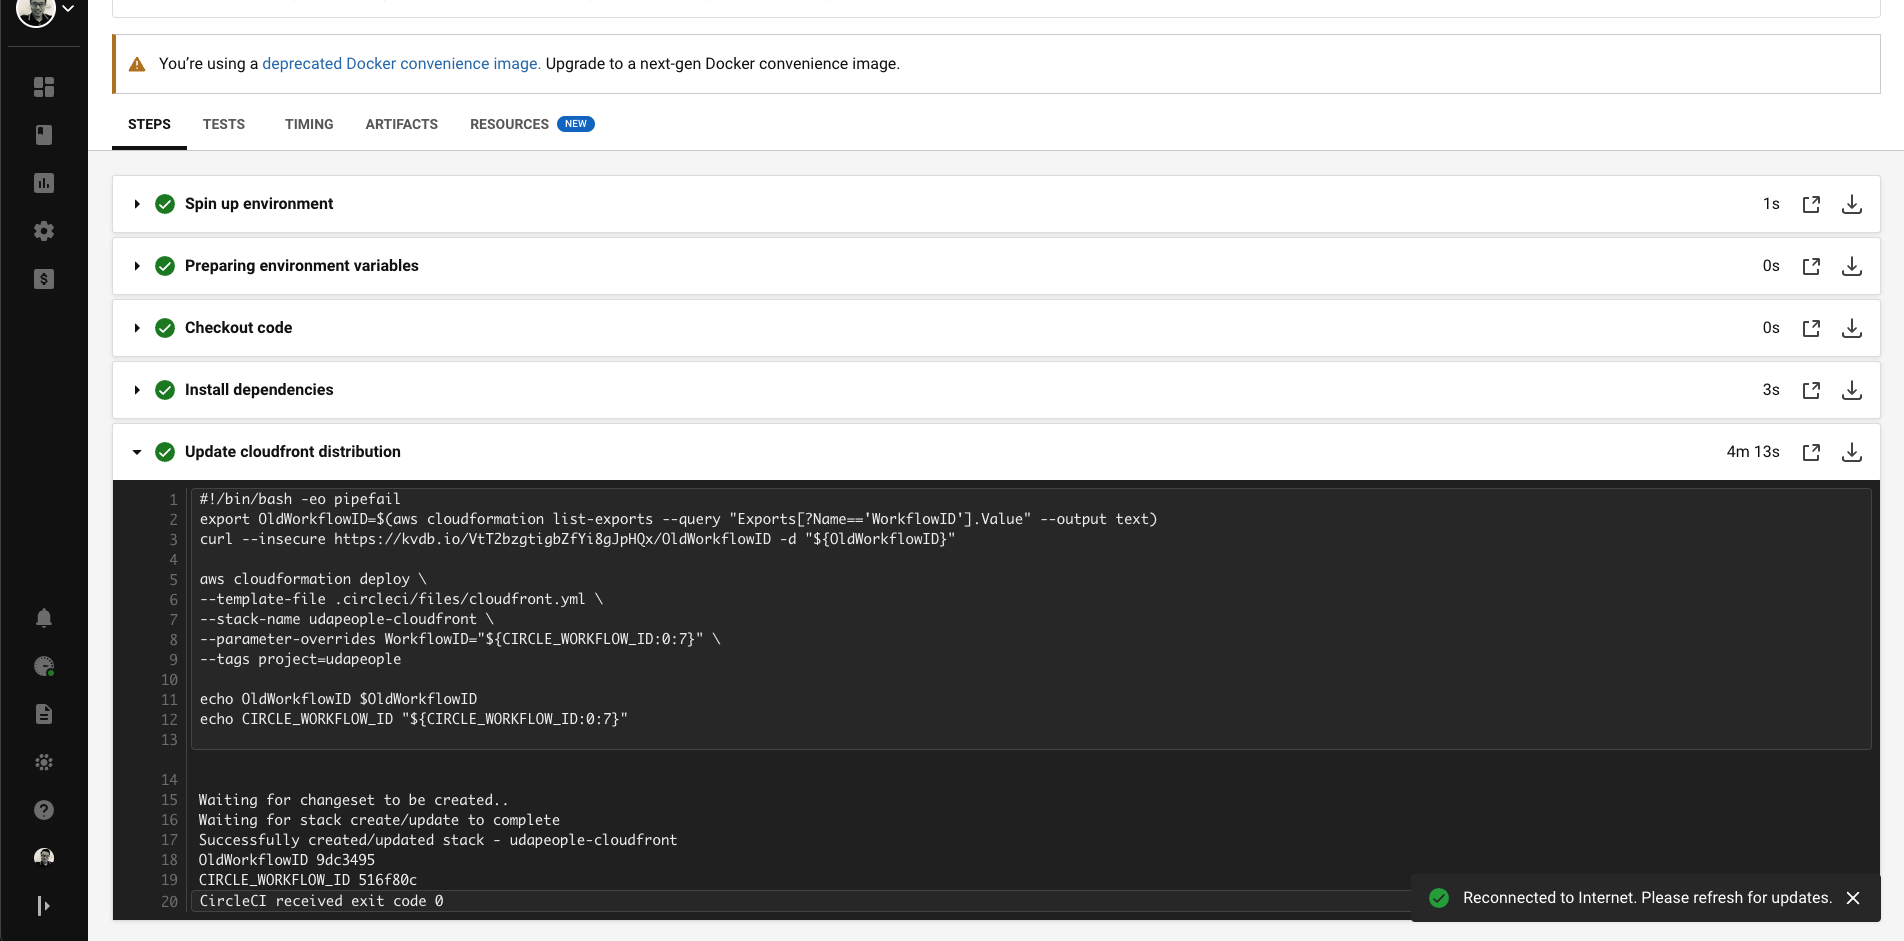 You're using a deprecated Docker convenience image. Upgrade to a next-gen Docker convenience image.
STEPS TESTS TIMING ARTIFACTS RESOURCES NEW
Spin up environment 1s
Preparing environment variables 0s
Checkout code 0s
Install dependencies 3s
Update cloudfront distribution 4m 13s
1 #!/bin/bash -eo pipefail
2 export OldWorkflowID=$(aws cloudformation list-exports --query "Exports[?Name=='WorkflowID'].Value" --output text)
3 curl --insecure https://kvdb.io/VtT2bzgtigbZfYi8gJpHQx/OldWorkflowID -d "${OldWorkflowID}"
4
5 aws cloudformation deploy \
6 --template-file .circleci/files/cloudfront.yml \
7 --stack-name udapeople-cloudfront \
8 --parameter-overrides WorkflowID="${CIRCLE_WORKFLOW_ID:0:7}" \
9 --tags project=udapeople
10
11 echo OldWorkflowID $OldWorkflowID
12 echo CIRCLE_WORKFLOW_ID "${CIRCLE_WORKFLOW_ID:0:7}"
13
14
15 Waiting for changeset to be created..
16 Waiting for stack create/update to complete
17 Successfully created/updated stack - udapeople-cloudfront
18 OldWorkflowID 9dc3495
19 CIRCLE_WORKFLOW_ID 516f80c
20 CircleCI received exit code 0
Reconnected to Internet. Please refresh for updates.